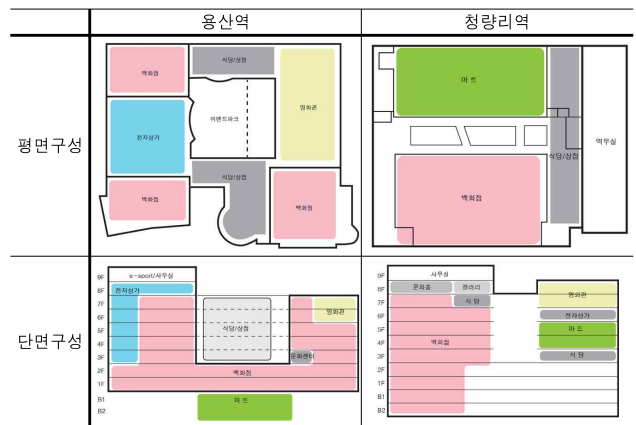 용산역 청량리역
평면구성
백화점
식당/상점
영화관
전자상가
이벤트파크
식당/상점
백화점
백화점
마 트
식당/상점
역무실
백화점
단면구성
9F
8F
7F
6F
5F
4F
3F
2F
1F
B1
B2
e-sport/사무실
전자상가
식당/상점
영화관
문화센터
백화점
마 트
9F
8F
7F
6F
5F
4F
3F
2F
1F
B1
B2
사무실
문화홀
갤러리
식 당
영화관
전자상가
백화점
마 트
식 당